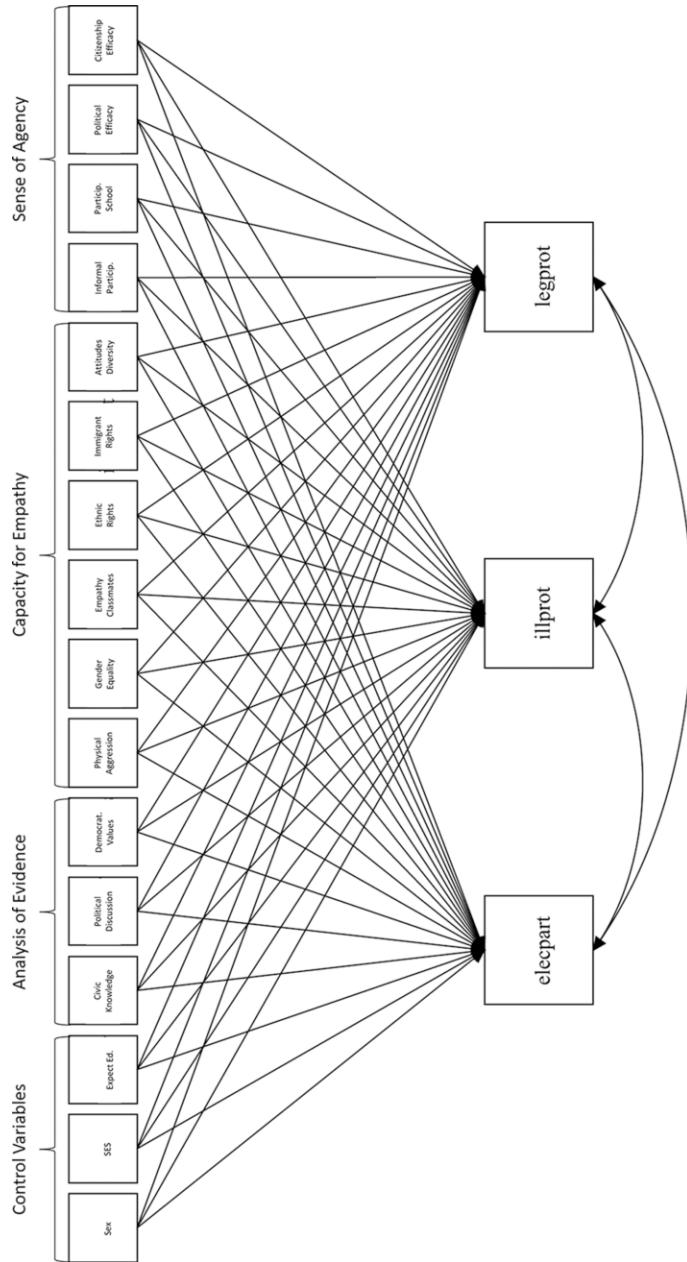 Control Variables
Analysis of Evidence
Capacity for Empathy
Sense of Agency
Sex
SES
Expect Ed.
Civic
Knowledge
Political
Discussion
Democrat.
Values
Physical
Aggression
Gender
Equality
Empathy
Classmates
Ethnic
Rights
Immigrant
Rights
Attitudes
Diversity
Informal
Particip.
Particip.
School
Political
Efficacy
Citizenship
Efficacy
elecpart
illprot
legprot